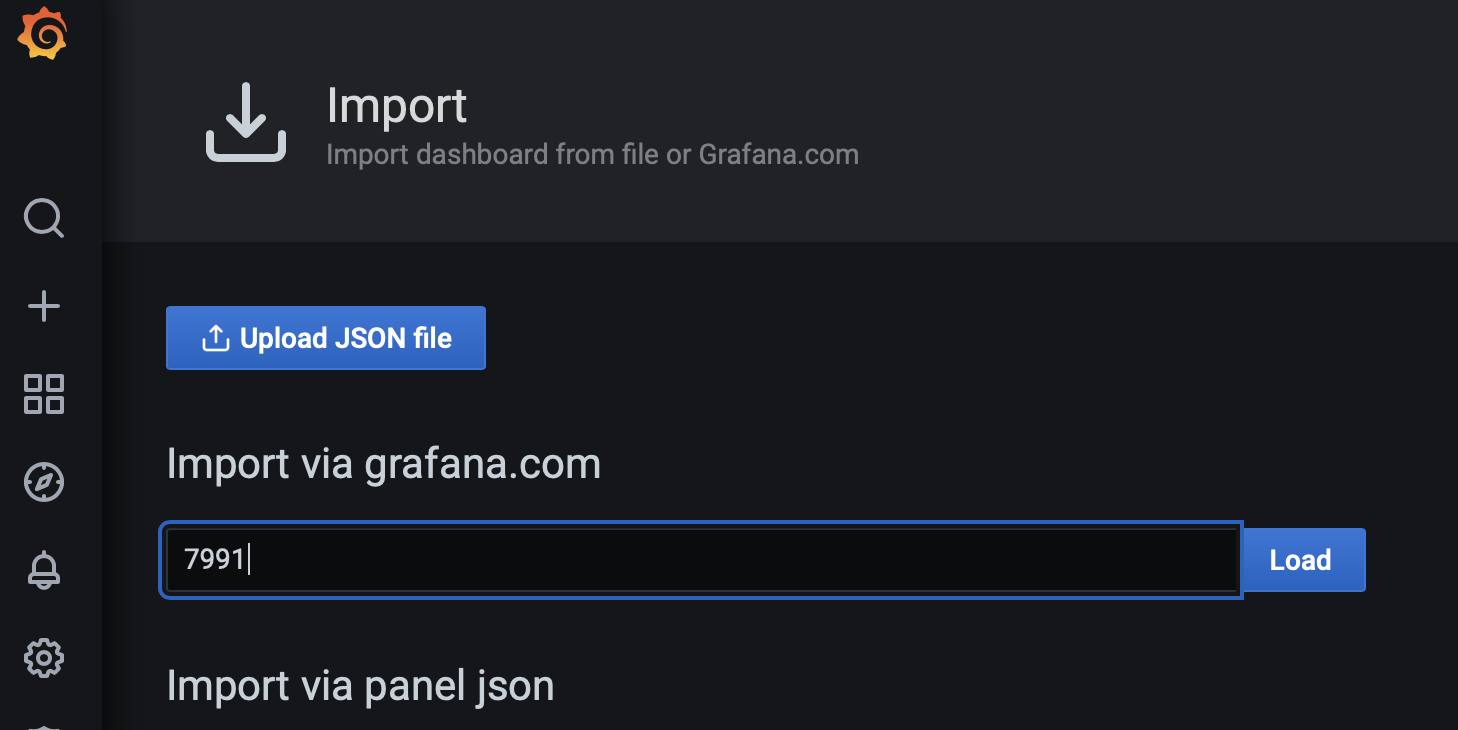 Import
Import dashboard from file or Grafana.com
Upload JSON file
Import via grafana.com
7991
Load
Import via panel json